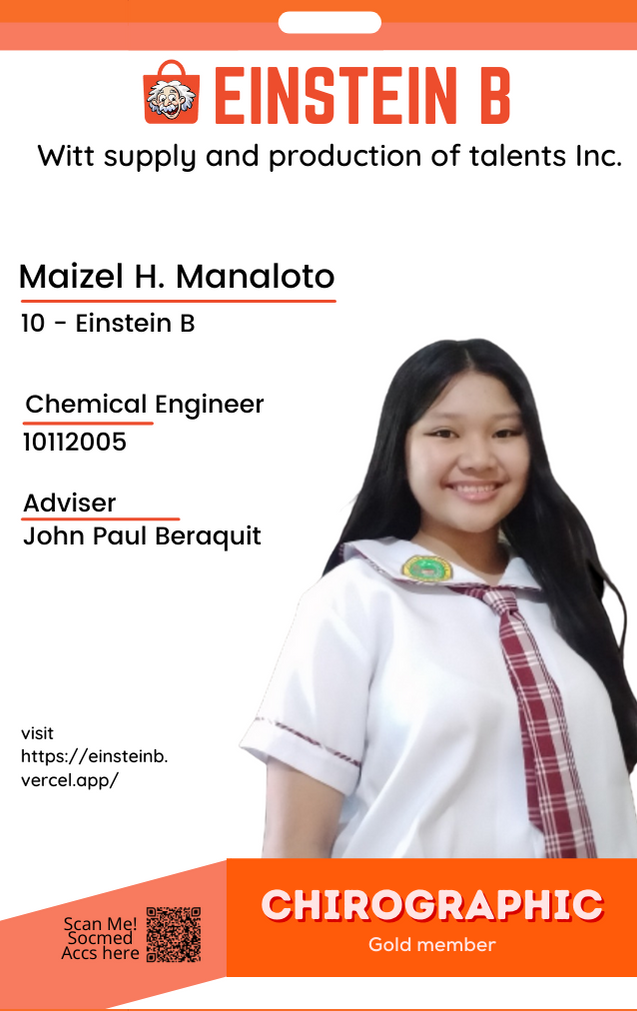 EINSTEIN B
Witt supply and production of talents Inc.
Maizel H. Manaloto
10 - Einstein B
Chemical Engineer
10112005
Adviser
John Paul Beraquit
visit
https://einsteinb.
vercel.app/
Scan Me!
Socmed
Accs here
CHIROGRAPHIC
Gold member